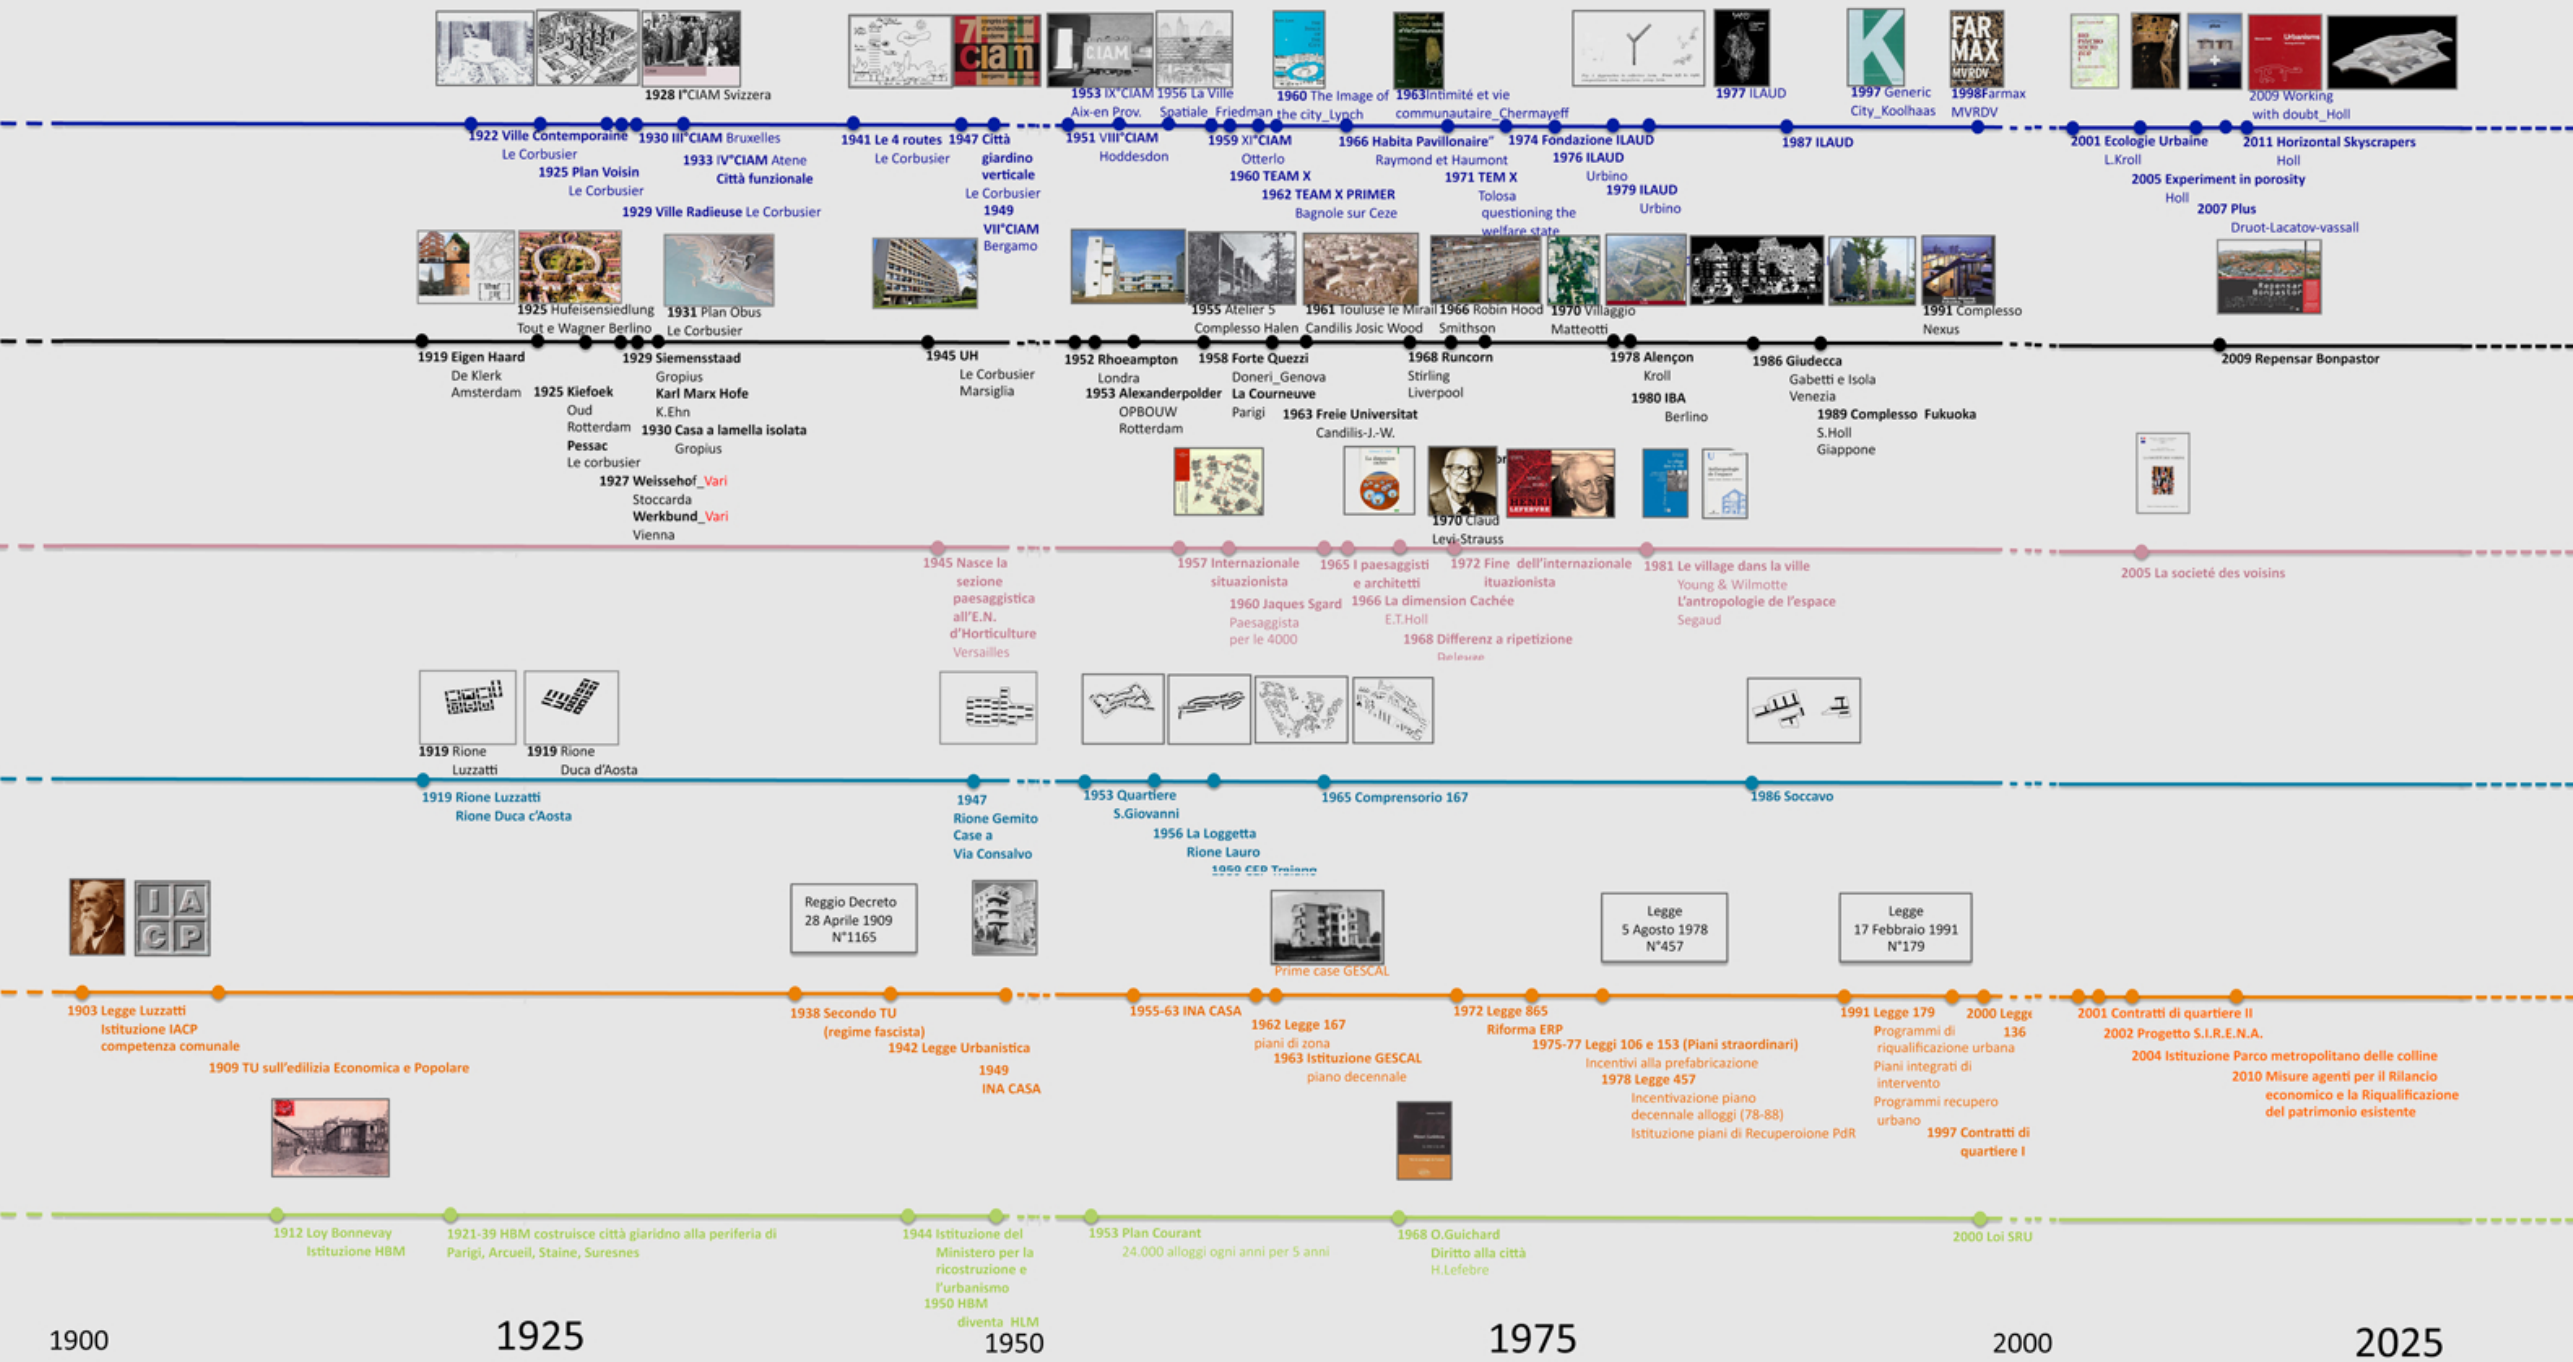 7
ciam
CIAM
K
FAR
MAX
MVRDV
plus
+
Urbanisms
1928 I°CIAM Svizzera
1953 IX°CIAM
Aix-en Prov.
1956 La Ville
Spatiale_Friedman
1960 The Image of
the city_Lynch
1963Intimité et vie
communautaire_Chermayeff
1977 ILAUD
1997 Generic
City_Koolhaas
1998Farmax
MVRDV
2009 Working
with doubt_Holl
1922 Ville Contemporaine
Le Corbusier
1925 Plan Voisin
Le Corbusier
1929 Ville Radieuse Le Corbusier
1930 III°CIAM Bruxelles
1933 IV°CIAM Atene
Città funzionale
1941 Le 4 routes
Le Corbusier
1947 Città
giardino
verticale
Le Corbusier
1949
VII°CIAM
Bergamo
1951 VIII°CIAM
Hoddesdon
1959 XI°CIAM
Otterlo
1960 TEAM X
1962 TEAM X PRIMER
Bagnole sur Ceze
1966 Habita Pavillonaire"
Raymond et Haumont
1971 TEM X
Tolosa
questioning the
welfare state
1974 Fondazione ILAUD
1976 ILAUD
Urbino
1979 ILAUD
Urbino
1987 ILAUD
2001 Ecologie Urbaine
L.Kroll
2005 Experiment in porosity
Holl
2007 Plus
Druot-Lacatov-vassall
2011 Horizontal Skyscrapers
Holl
Repensar
Bonpastor
1925 Hufeisensiedlung
Tout e Wagner Berlino
1931 Plan Obus
Le Corbusier
1955 Atelier 5
Complesso Halen
1961 Touluse le Mirail
Candilis Josic Wood
1966 Robin Hood
Smithson
1970 Villaggio
Matteotti
1991 Complesso
Nexus
1919 Eigen Haard
De Klerk
Amsterdam
1925 Kiefoek
Oud
Rotterdam
Pessac
Le corbusier
1927 Weissehof_Vari
Stoccarda
Werkbund_Vari
Vienna
1929 Siemensstaad
Gropius
Karl Marx Hofe
K.Ehn
1930 Casa a lamella isolata
Gropius
1945 UH
Le Corbusier
Marsiglia
1952 Rhoeampton
Londra
1953 Alexanderpolder
OPBOUW
Rotterdam
1958 Forte Quezzi
Doneri_Genova
La Courneuve
Parigi
1963 Freie Universitat
Candilis-J.-W.
1968 Runcorn
Stirling
Liverpool
1978 Alençon
Kroll
1980 IBA
Berlino
1986 Giudecca
Gabetti e Isola
Venezia
1989 Complesso Fukuoka
S.Holl
Giappone
2009 Repensar Bonpastor
HENRI
LEFEBVRE
1970 Claud
Levi-Strauss
1945 Nasce la
sezione
paesaggistica
all'E.N.
d'Horticulture
Versailles
1957 Internazionale
situazionista
1960 Jaques Sgard
Paesaggista
per le 4000
1965 I paesaggisti
e architetti
1966 La dimension Cachée
E.T.Holl
1968 Differenz a ripetizione
Deleuze
1972 Fine dell'internazionale
ituazionista
1981 Le village dans la ville
Young & Wilmotte
L'antropologie de l'espace
Segaud
2005 La societé des voisins
1919 Rione
Luzzatti
1919 Rione
Duca d'Aosta
1919 Rione Luzzatti
Rione Duca c'Aosta
1947
Rione Gemito
Case a
Via Consalvo
1953 Quartiere
S.Giovanni
1956 La Loggetta
Rione Lauro
1959 CEP Traiano
1965 Comprensorio 167
1986 Soccavo
IA
CP
Reggio Decreto
28 Aprile 1909
N°1165
Prime case GESCAL
Legge
5 Agosto 1978
N°457
Legge
17 Febbraio 1991
N°179
1903 Legge Luzzatti
Istituzione IACP
competenza comunale
1909 TU sull'edilizia Economica e Popolare
1938 Secondo TU
(regime fascista)
1942 Legge Urbanistica
1949
INA CASA
1955-63 INA CASA
1962 Legge 167
piani di zona
1963 Istituzione GESCAL
piano decennale
1972 Legge 865
Riforma ERP
1975-77 Leggi 106 e 153 (Piani straordinari)
Incentivi alla prefabricazione
1978 Legge 457
Incentivazione piano
decennale alloggi (78-88)
Istituzione piani di Recuperoione PdR
1991 Legge 179
Programmi di
riqualificazione urbana
Piani integrati di
intervento
Programmi recupero
urbano
1997 Contratti di
quartiere I
2000 Legge
136
2001 Contratti di quartiere II
2002 Progetto S.I.R.E.N.A.
2004 Istituzione Parco metropolitano delle colline
2010 Misure agenti per il Rilancio
economico e la Riqualificazione
del patrimonio esistente
1912 Loy Bonnevay
Istituzione HBM
1921-39 HBM costruisce città giaridno alla periferia di
Parigi, Arcueil, Staine, Suresnes
1944 Istituzione del
Ministero per la
ricostruzione e
l'urbanismo
1950 HBM
diventa HLM
1953 Plan Courant
24.000 alloggi ogni anni per 5 anni
1968 O.Guichard
Diritto alla città
H.Lefebre
2000 Loi SRU
1900
1925
1950
1975
2000
2025